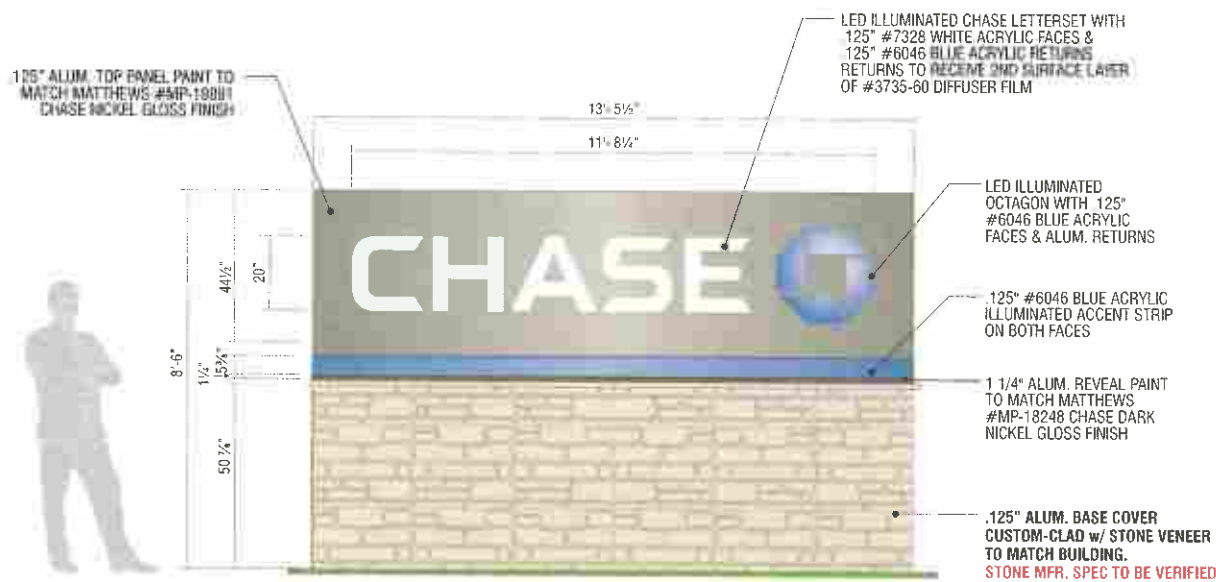 LED ILLUMINATED CHASE LETTERSET WITH
.125" #7328 WHITE ACRYLIC FACES &
.125" #6046 BLUE ACRYLIC RETURNS
RETURNS TO RECEIVE 2ND SURFACE LAYER
OF #3735-60 DIFFUSER FILM
.125" ALUM. TOP PANEL PAINT TO
MATCH MATTHEWS
CHASE NICKEL GLOSS FINISH
13'- 5½"
11'- 8¼"
LED ILLUMINATED
OCTAGON WITH .125"
#6046 BLUE ACRYLIC
FACES & ALUM. RETURNS
CHASE
44½"
20"
.125" #6046 BLUE ACRYLIC
ILLUMINATED ACCENT STRIP
ON BOTH FACES
8'-6"
1¼"
5¾"
1 1/4" ALUM. REVEAL PAINT
TO MATCH MATTHEWS
#MP-18248 CHASE DARK
NICKEL GLOSS FINISH
.125" ALUM. BASE COVER
CUSTOM-CLAD w/ STONE VENEER
TO MATCH BUILDING.
STONE MFR. SPEC TO BE VERIFIED